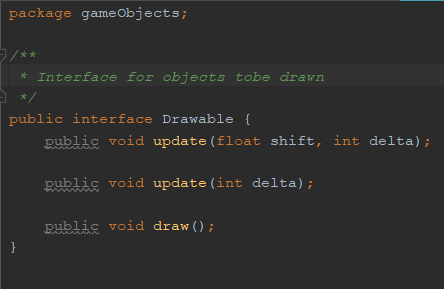 package gameObjects;
/**
 * Interface for objects tobe drawn
 */
public interface Drawable {
    public void update(float shift, int delta);
    public void update(int delta);
    public void draw();
}